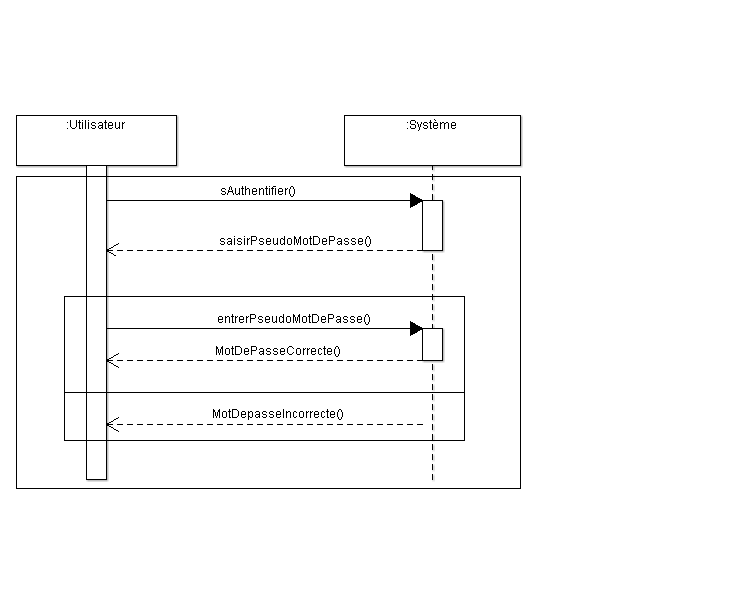 :Utilisateur
:Système
sAuthentifier()
saisirPseudoMotDePasse()
entrerPseudoMotDePasse()
MotDePasseCorrecte()
MotDepasseIncorrecte()